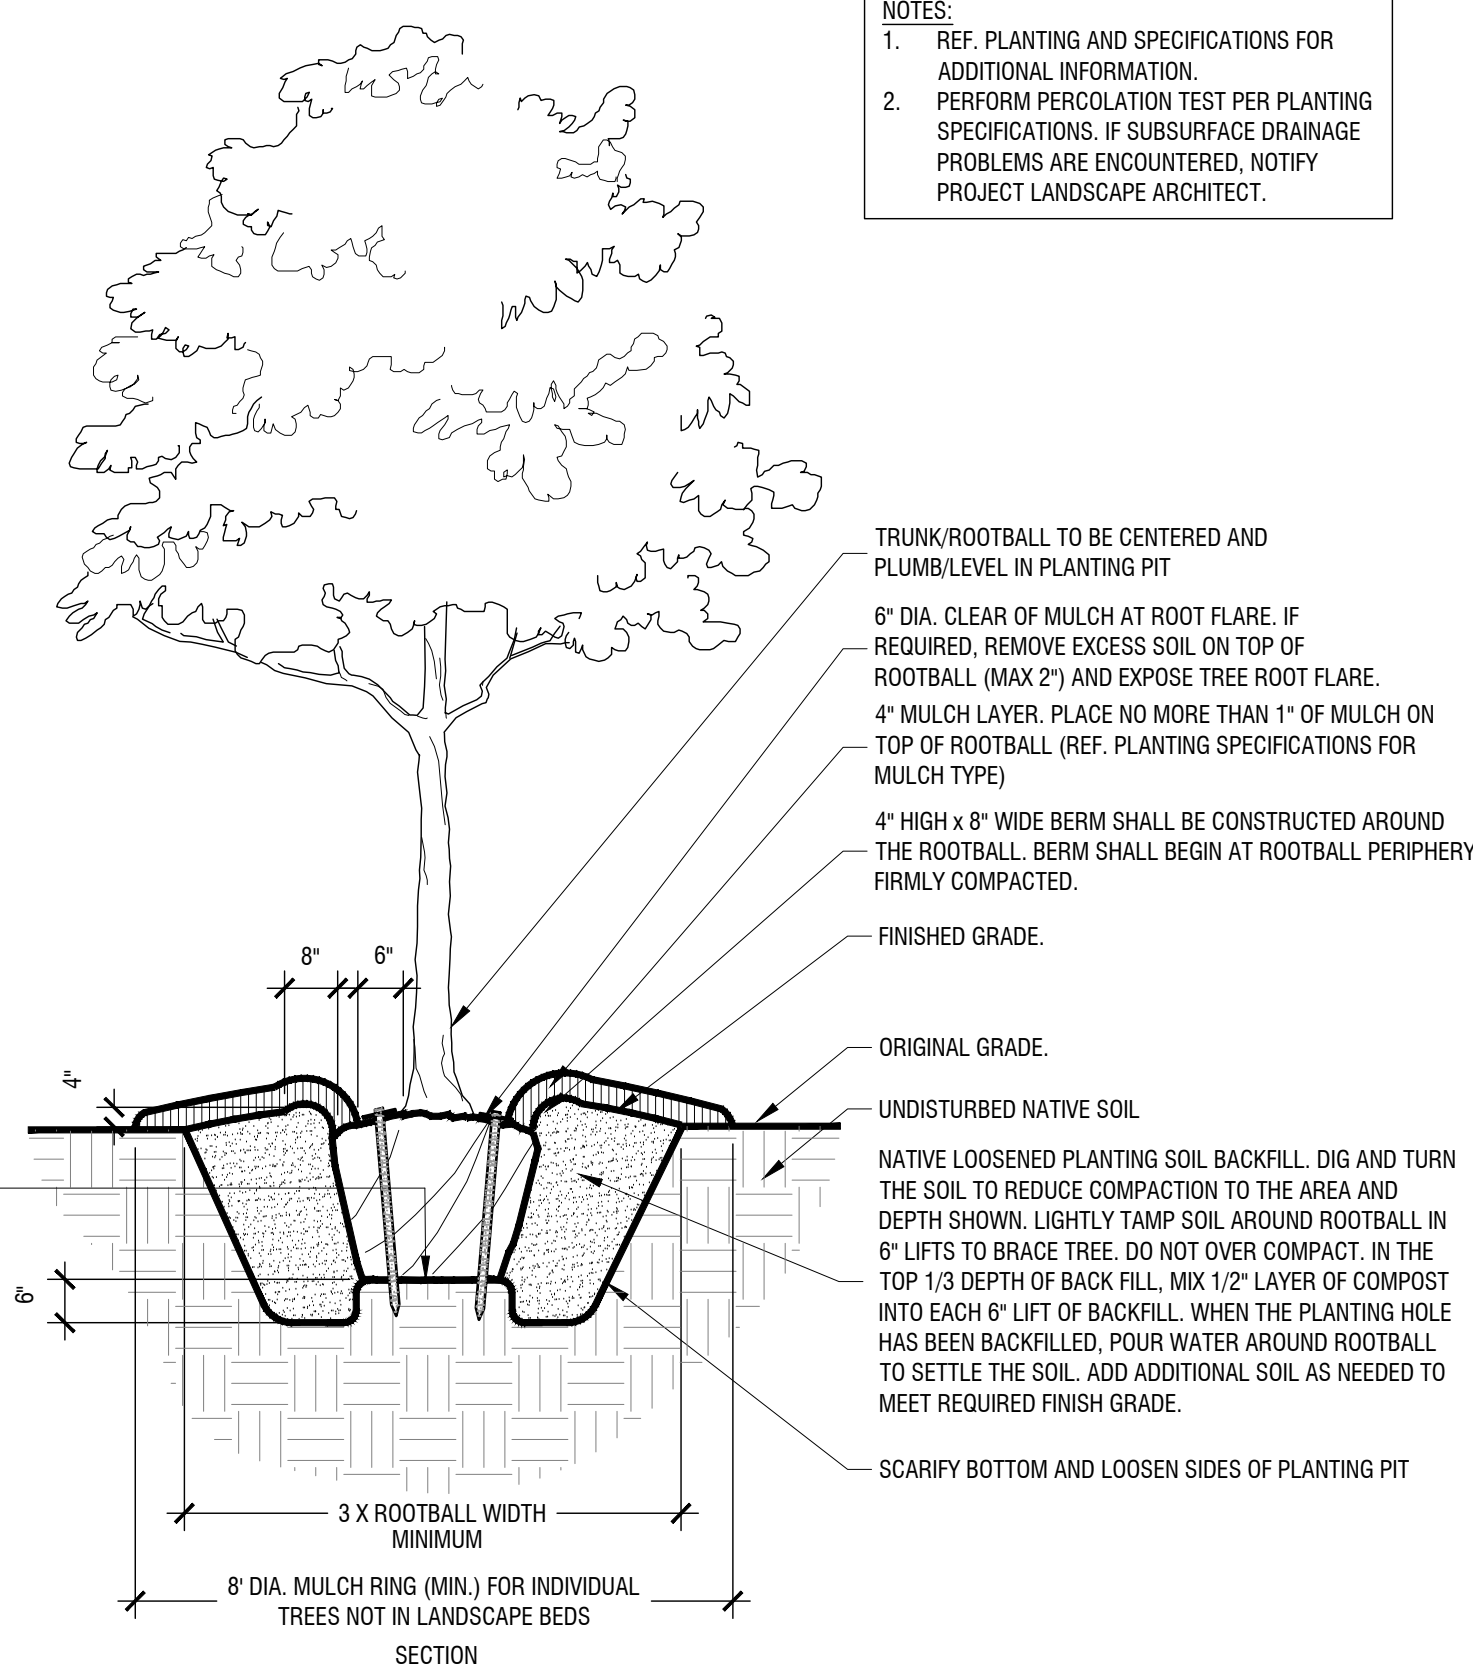 NOTES:
1. REF. PLANTING AND SPECIFICATIONS FOR
ADDITIONAL INFORMATION.
2. PERFORM PERCOLATION TEST PER PLANTING
SPECIFICATIONS. IF SUBSURFACE DRAINAGE
PROBLEMS ARE ENCOUNTERED, NOTIFY
PROJECT LANDSCAPE ARCHITECT.
TRUNK/ROOTBALL TO BE CENTERED AND
PLUMB/LEVEL IN PLANTING PIT
6" DIA. CLEAR OF MULCH AT ROOT FLARE. IF
REQUIRED, REMOVE EXCESS SOIL ON TOP OF
ROOTBALL (MAX 2") AND EXPOSE TREE ROOT FLARE.
4" MULCH LAYER. PLACE NO MORE THAN 1" OF MULCH ON
TOP OF ROOTBALL (REF. PLANTING SPECIFICATIONS FOR
MULCH TYPE)
4" HIGH x 8" WIDE BERM SHALL BE CONSTRUCTED AROUND
THE ROOTBALL. BERM SHALL BEGIN AT ROOTBALL PERIPHERY
FIRMLY COMPACTED.
FINISHED GRADE.
ORIGINAL GRADE.
UNDISTURBED NATIVE SOIL
NATIVE LOOSENED PLANTING SOIL BACKFILL. DIG AND TURN
THE SOIL TO REDUCE COMPACTION TO THE AREA AND
DEPTH SHOWN. LIGHTLY TAMP SOIL AROUND ROOTBALL IN
6" LIFTS TO BRACE TREE. DO NOT OVER COMPACT. IN THE
TOP 1/3 DEPTH OF BACK FILL, MIX 1/2" LAYER OF COMPOST
INTO EACH 6" LIFT OF BACKFILL. WHEN THE PLANTING HOLE
HAS BEEN BACKFILLED, POUR WATER AROUND ROOTBALL
TO SETTLE THE SOIL. ADD ADDITIONAL SOIL AS NEEDED TO
MEET REQUIRED FINISH GRADE.
SCARIFY BOTTOM AND LOOSEN SIDES OF PLANTING PIT
8"
6"
4"
6"
3 X ROOTBALL WIDTH
MINIMUM
8' DIA. MULCH RING (MIN.) FOR INDIVIDUAL
TREES NOT IN LANDSCAPE BEDS
SECTION